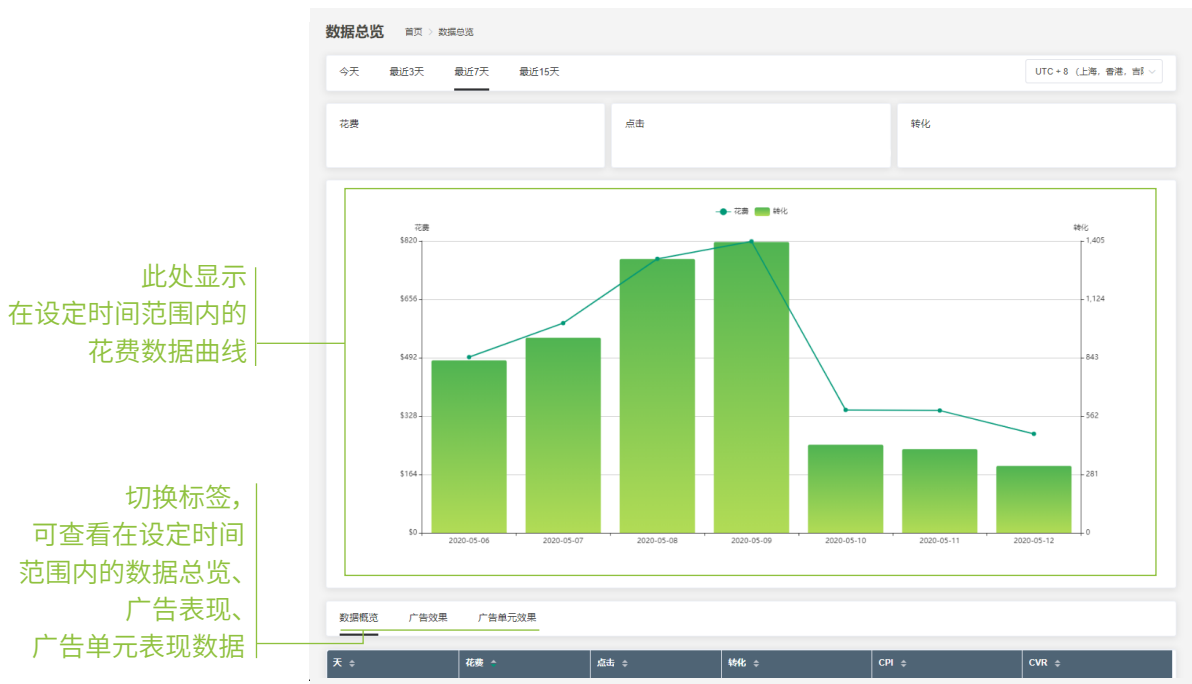 数据总览 首页 > 数据总览
今天 最近3天 最近7天 最近15天
UTC + 8 （上海，香港，吉
花费 点击 转化
花费 转化
花费 转化
$820 1,405
$656 1,124
$492 843
$328 562
$164 281
$0 0
2020-05-06 2020-05-07 2020-05-08 2020-05-09 2020-05-10 2020-05-11 2020-05-12
此处显示
在设定时间范围内的
花费数据曲线
切换标签，
可查看在设定时间
范围内的数据总览、
广告表现、
广告单元表现数据
数据概览 广告效果 广告单元效果
天 花费 点击 转化 CPI CVR